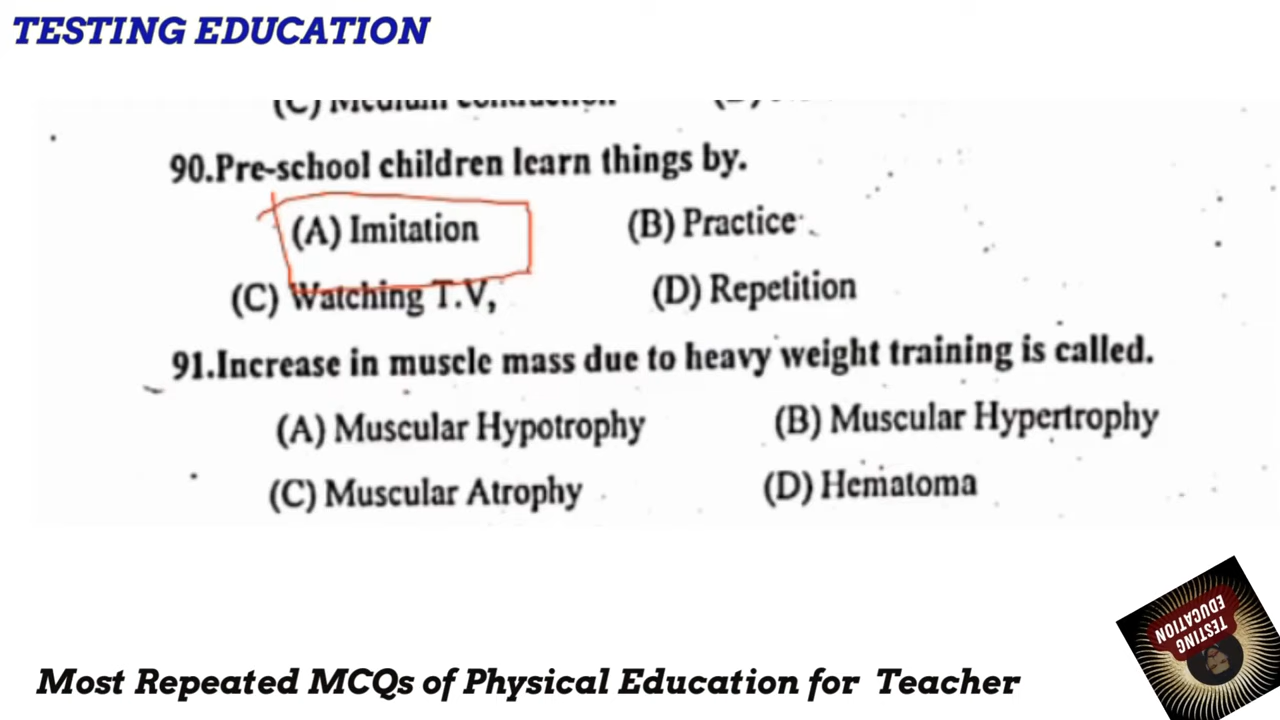 TESTING EDUCATION
(C) Medium contraction
90.Pre-school children learn things by.
(A) Imitation (B) Practice
(C) Watching T.V, (D) Repetition
91.Increase in muscle mass due to heavy weight training is called.
(A) Muscular Hypotrophy (B) Muscular Hypertrophy
(C) Muscular Atrophy (D) Hematoma
TESTING
EDUCATION
Most Repeated MCQs of Physical Education for Teacher